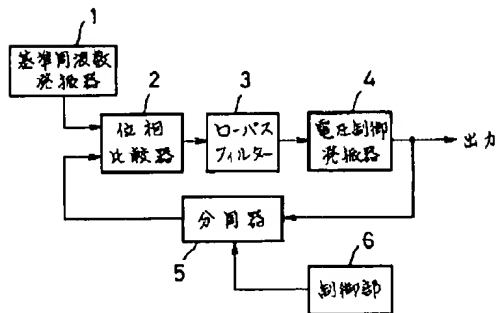 1
基準周波数
発振器
2
位相
比較器
3
ローパス
フィルター
4
電圧制御
発振器
出力
分周器
5
6
制御部